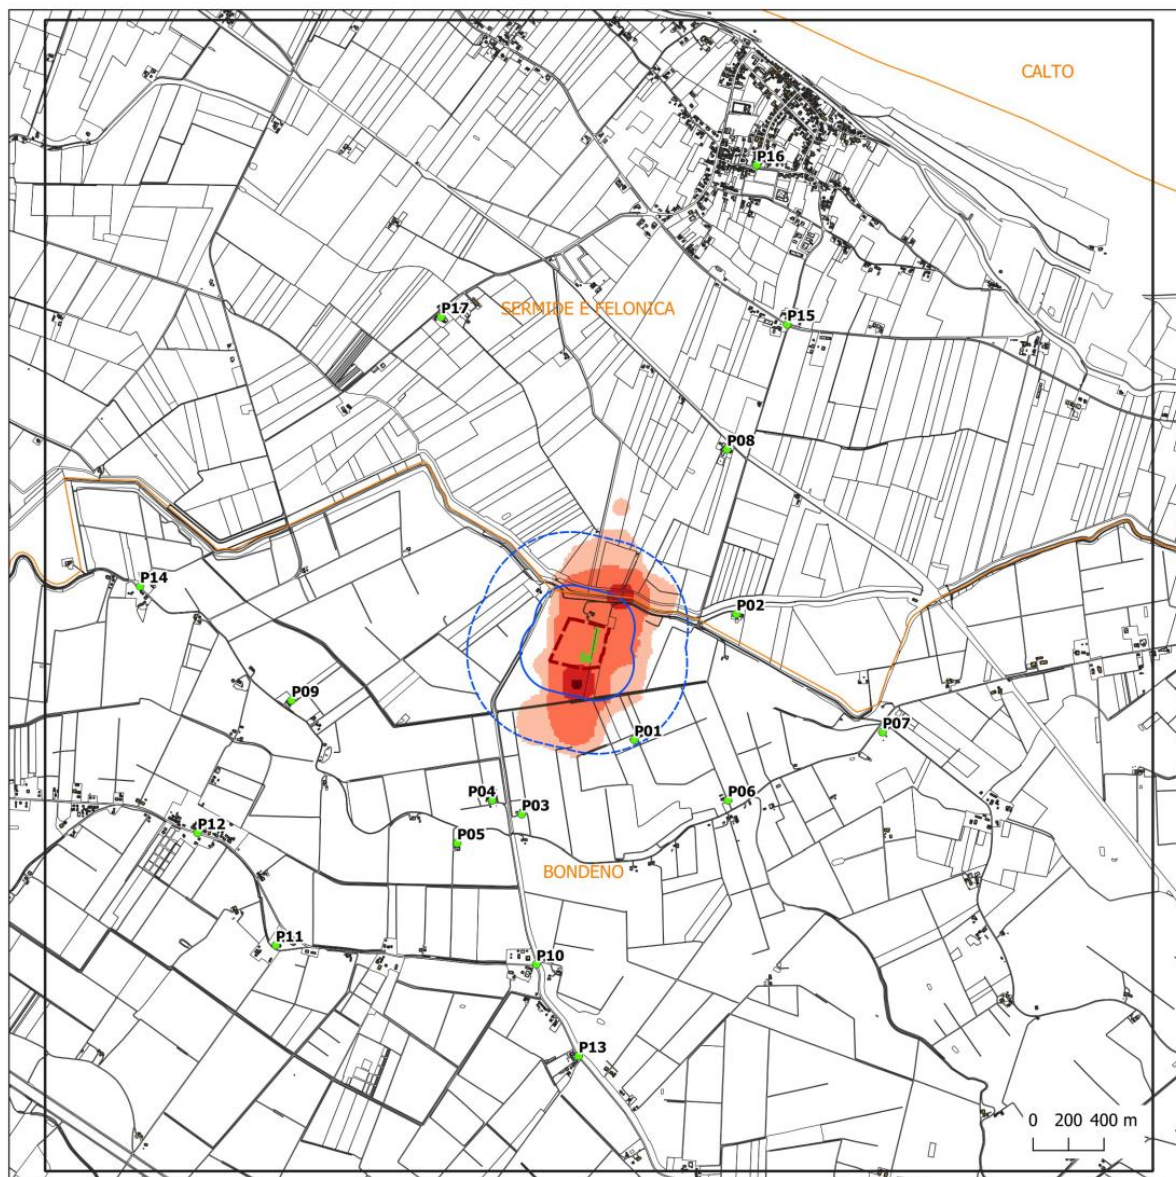 CALTO
P16
P17
SERMIDE E FELONICA
P15
P08
P14
P02
P09
P07
P01
P04
P03
P06
P12
P05
BONDENO
P11
P10
P13
0 200 400 m